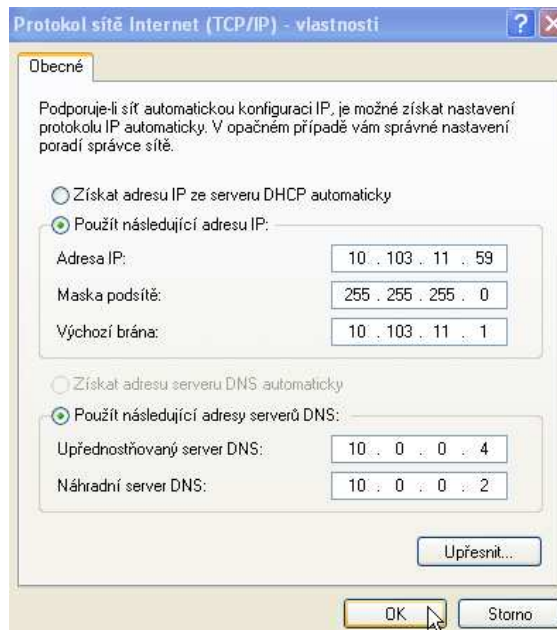 Protokol sítě Internet (TCP/IP) - vlastnosti
Obecné
Podporuje-li síť automatickou konfiguraci IP, je možné získat nastavení
protokolu IP automaticky. V opačném případě vám správné nastavení
poradí správce sítě.
Získat adresu IP ze serveru DHCP automaticky
Použít následující adresu IP:
Adresa IP: 10 . 103 . 11 . 59
Maska podsítě: 255 . 255 . 255 . 0
Výchozí brána: 10 . 103 . 11 . 1
Získat adresu serveru DNS automaticky
Použít následující adresy serverů DNS:
Upřednostňovaný server DNS: 10 . 0 . 0 . 4
Náhradní server DNS: 10 . 0 . 0 . 2
Upřesnit...
OK Storno